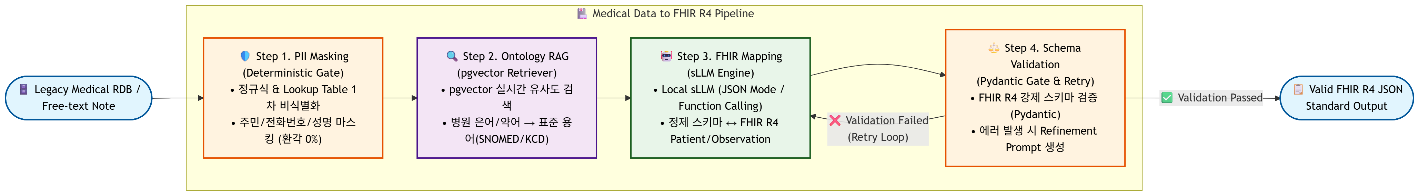 Medical Data to FHIR R4 Pipeline
Legacy Medical RDB /
Free-text Note
Step 1. PII Masking
(Deterministic Gate)
• 정규식 & Lookup Table 1
차 비식별화
• 주민/전화번호/성명 마스
킹 (환각 0%)
Step 2. Ontology RAG
(pgvector Retriever)
• pgvector 실시간 유사도 검
색
• 병원 은어/약어 → 표준 용
어(SNOMED/KCD)
Step 3. FHIR Mapping
(sLLM Engine)
• Local sLLM (JSON Mode /
Function Calling)
• 정제 스키마 ↔ FHIR R4
Patient/Observation
Validation Failed
(Retry Loop)
Step 4. Schema
Validation
(Pydantic Gate & Retry)
• FHIR R4 강제 스키마 검증
(Pydantic)
• 에러 발생 시 Refinement
Prompt 생성
Validation Passed
Valid FHIR R4 JSON
Standard Output